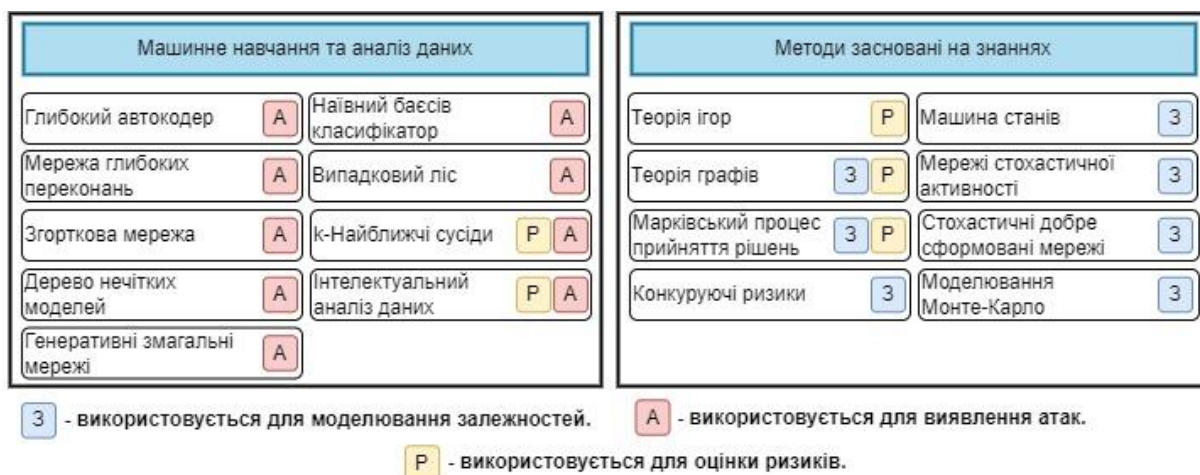 Машинне навчання та аналіз даних
Глибокий автокодер А
Наївний баєсів
класифікатор А
Мережа глибоких
переконань А
Випадковий ліс А
Згорткова мережа А
k-Найближчі сусіди Р А
Дерево нечітких
моделей А
Інтелектуальний
аналіз даних Р А
Генеративні змагальні
мережі А
Методи засновані на знаннях
Теорія ігор Р
Машина станів З
Теорія графів З Р
Мережі стохастичної
активності З
Марківський процес
прийняття рішень З Р
Стохастичні добре
сформовані мережі З
Конкуруючі ризики З
Моделювання
Монте-Карло З
З - використовується для моделювання залежностей.
А - використовується для виявлення атак.
Р - використовується для оцінки ризиків.